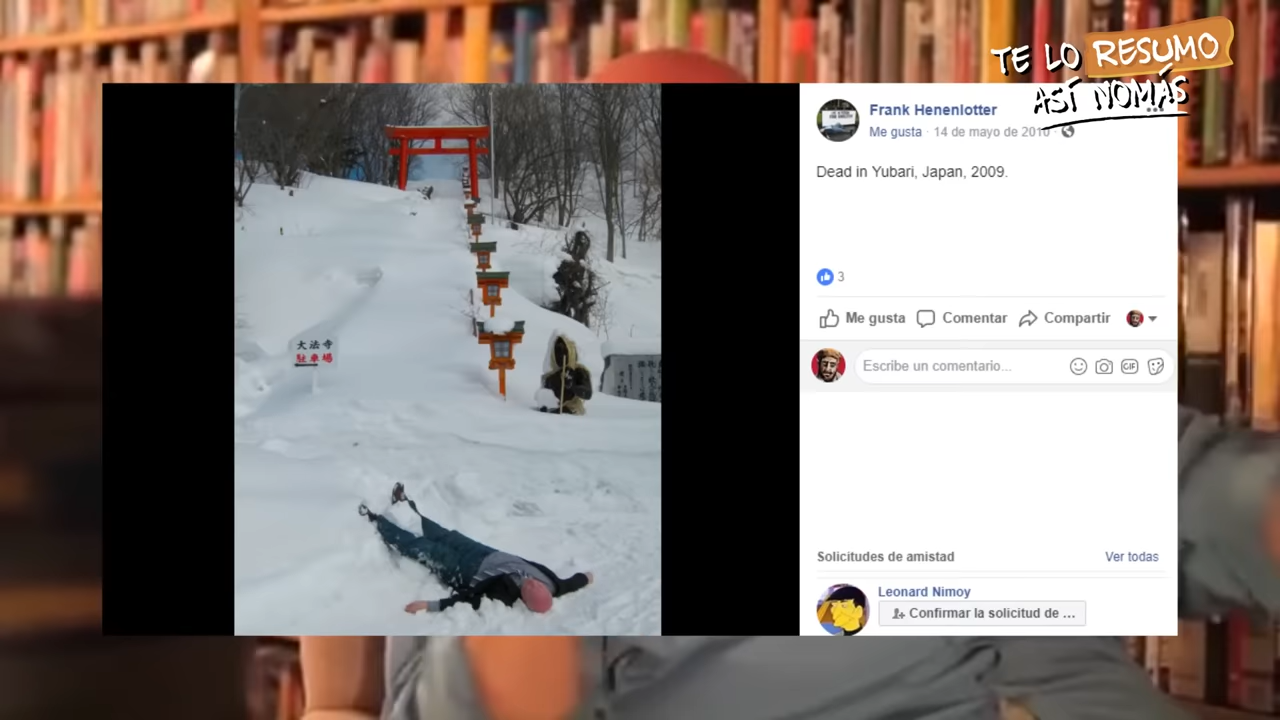 TE LO RESUMO
ASÍ NOMÁS
Frank Henenlotter
Me gusta · 14 de mayo de 2010 ·
Dead in Yubari, Japan, 2009.
3
Me gusta Comentar Compartir
Escribe un comentario...
GIF
大法寺
駐車場
Solicitudes de amistad Ver todas
Leonard Nimoy
Confirmar la solicitud de ...